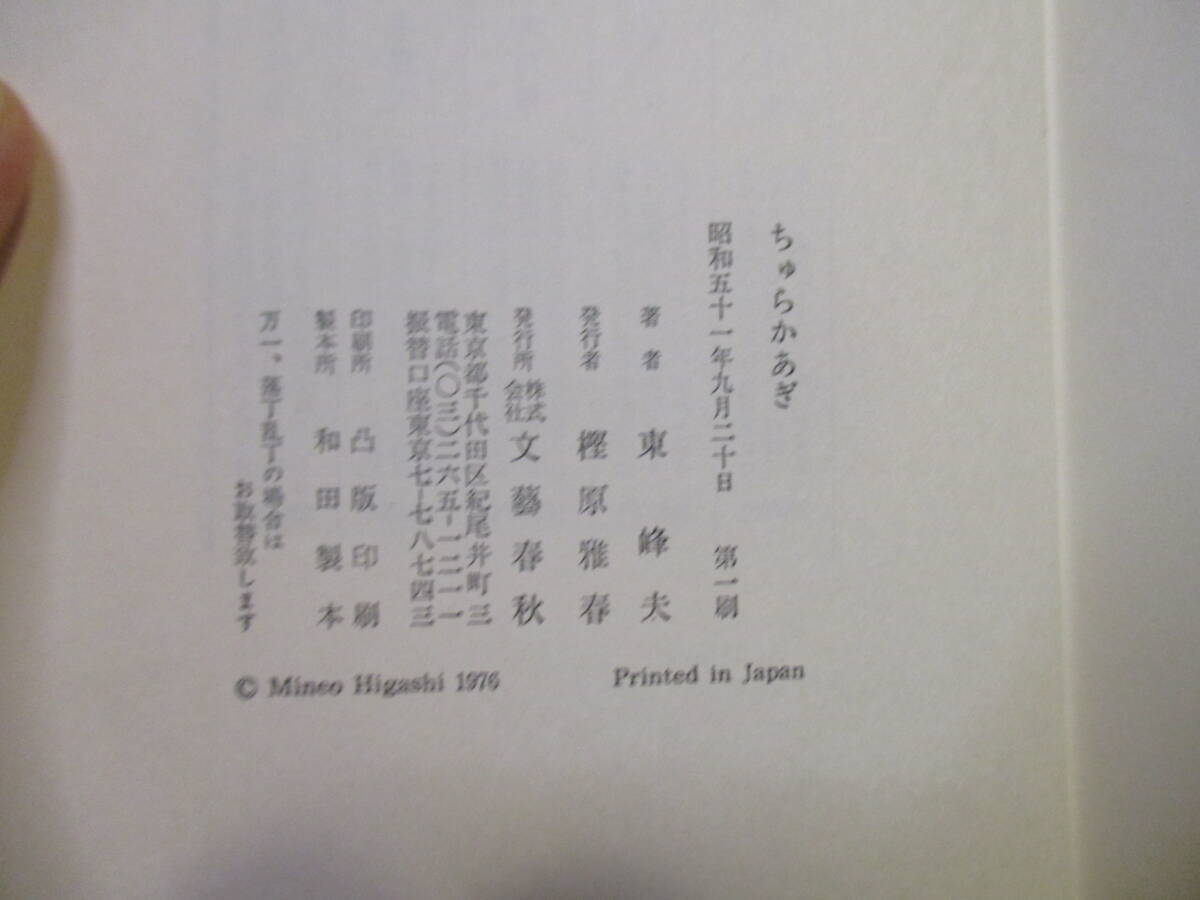 ちゅらかあぎ
昭和五十一年九月二十日　第一刷
著者　東峰夫
発行者　樫原雅春
発行所　株式会社　文藝春秋
東京都千代田区紀尾井町三
電話(〇三)二六五-一二一一
振替口座東京七-七八七四三
印刷所　凸版印刷
製本所　和田製本
万一、落丁乱丁の場合は
お取替致します
© Mineo Higashi 1976　Printed in Japan